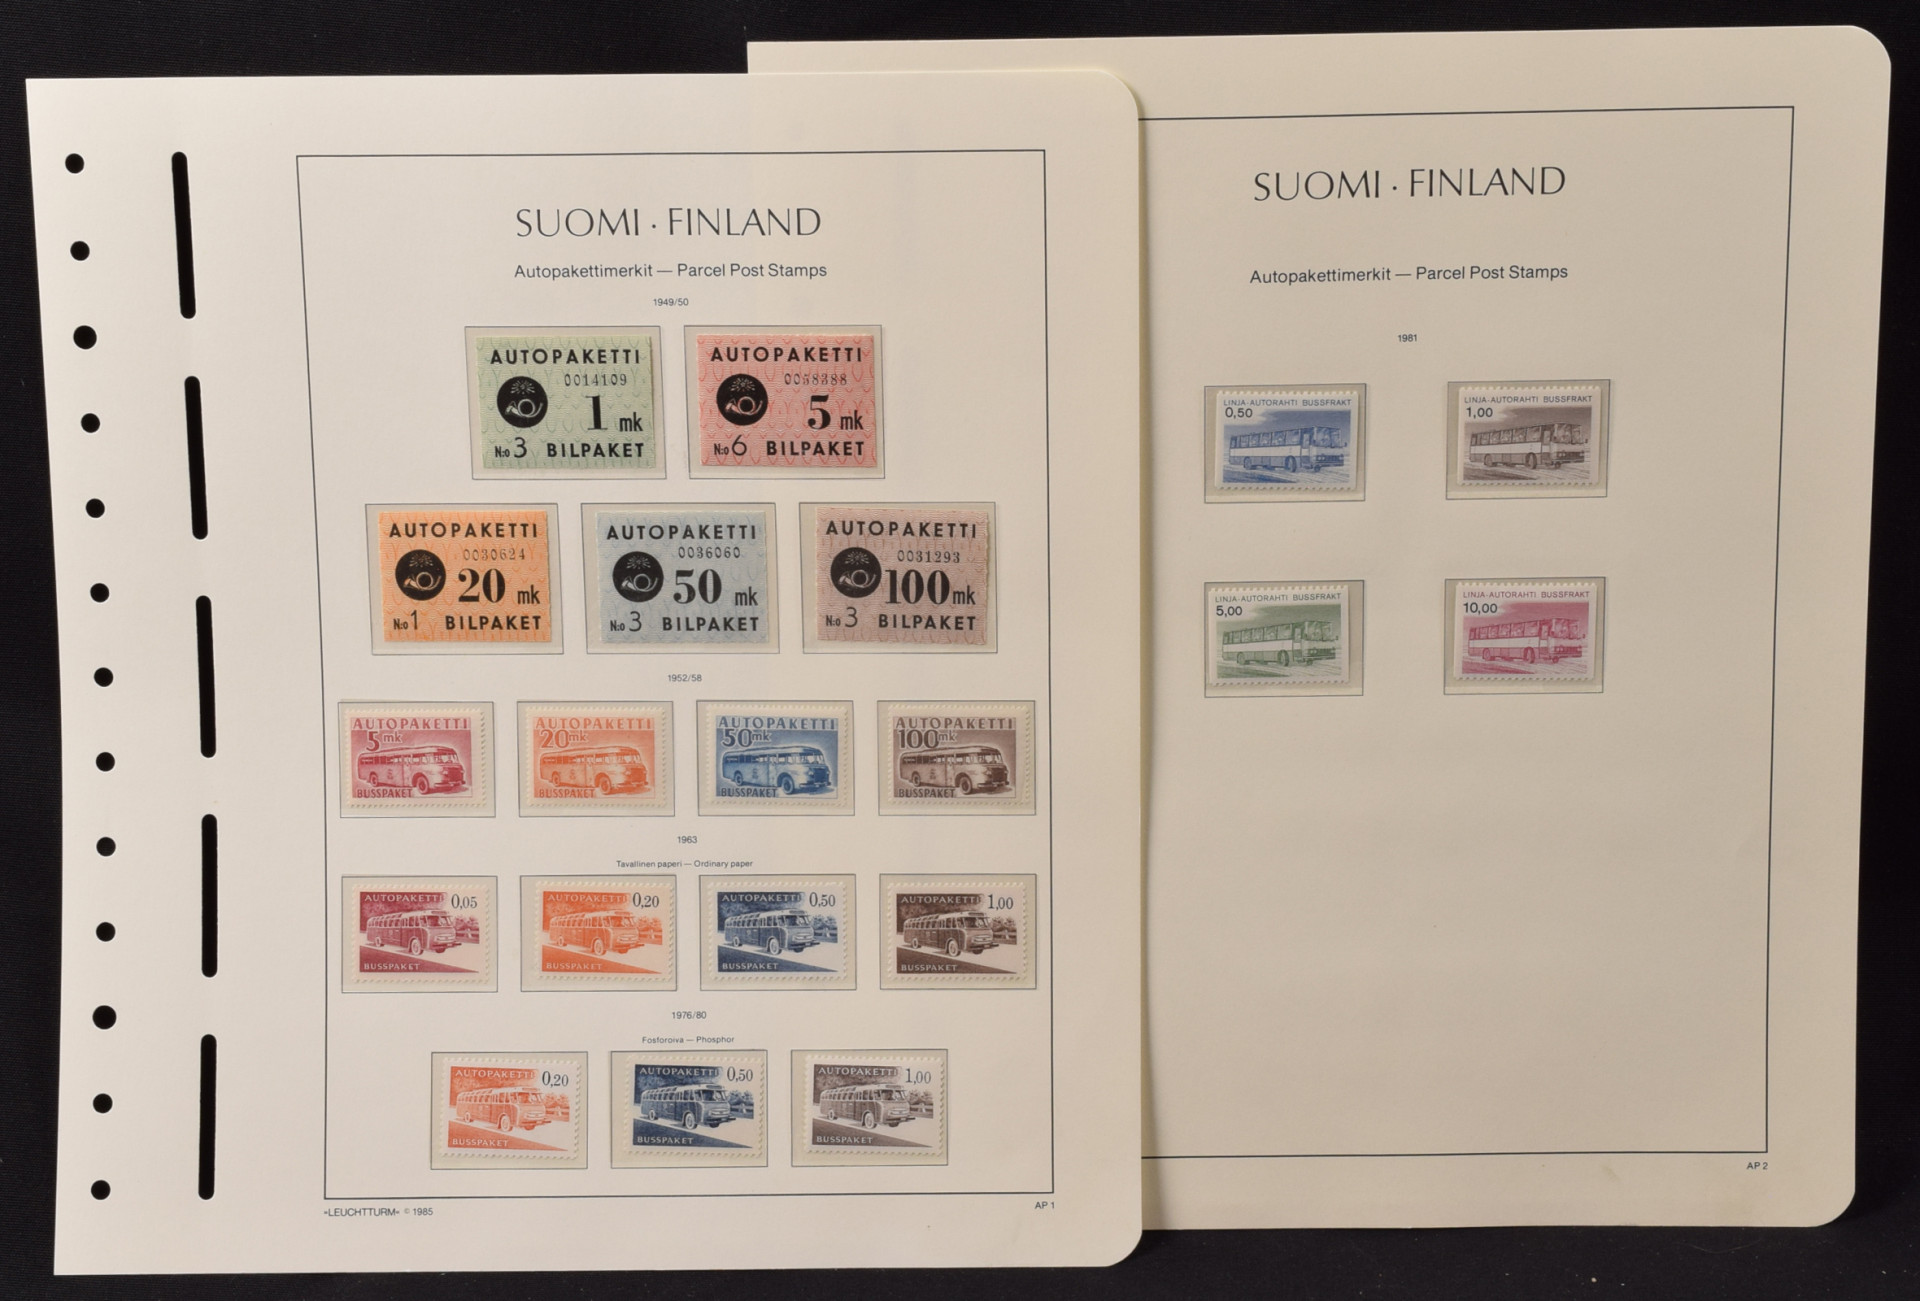 SUOMI · FINLAND
Autopakettimerkit — Parcel Post Stamps
1949/50
AUTOPAKETTI
0014109
1 mk
N:o 3 BILPAKET
AUTOPAKETTI
0058388
5 mk
N:o 6 BILPAKET
AUTOPAKETTI
0030624
20 mk
N:o 1 BILPAKET
AUTOPAKETTI
0036060
50 mk
N:o 3 BILPAKET
AUTOPAKETTI
0031293
100 mk
N:o 3 BILPAKET
1952/58
AUTOPAKETTI
5 mk
BUSSPAKET
AUTOPAKETTI
20 mk
BUSSPAKET
AUTOPAKETTI
50 mk
BUSSPAKET
AUTOPAKETTI
100 mk
BUSSPAKET
1963
Tavallinen paperi — Ordinary paper
AUTOPAKETTI 0,05
BUSSPAKET
AUTOPAKETTI 0,20
BUSSPAKET
AUTOPAKETTI 0,50
BUSSPAKET
AUTOPAKETTI 1,00
BUSSPAKET
1976/80
Fosforoiva — Phosphor
AUTOPAKETTI 0,20
BUSSPAKET
AUTOPAKETTI 0,50
BUSSPAKET
AUTOPAKETTI 1,00
BUSSPAKET
»LEUCHTTURM« © 1985
AP 1
SUOMI · FINLAND
Autopakettimerkit — Parcel Post Stamps
1981
LINJA-AUTORAHTI BUSSFRAKT
0,50
LINJA-AUTORAHTI BUSSFRAKT
1,00
LINJA-AUTORAHTI BUSSFRAKT
5,00
LINJA-AUTORAHTI BUSSFRAKT
10,00
AP 2